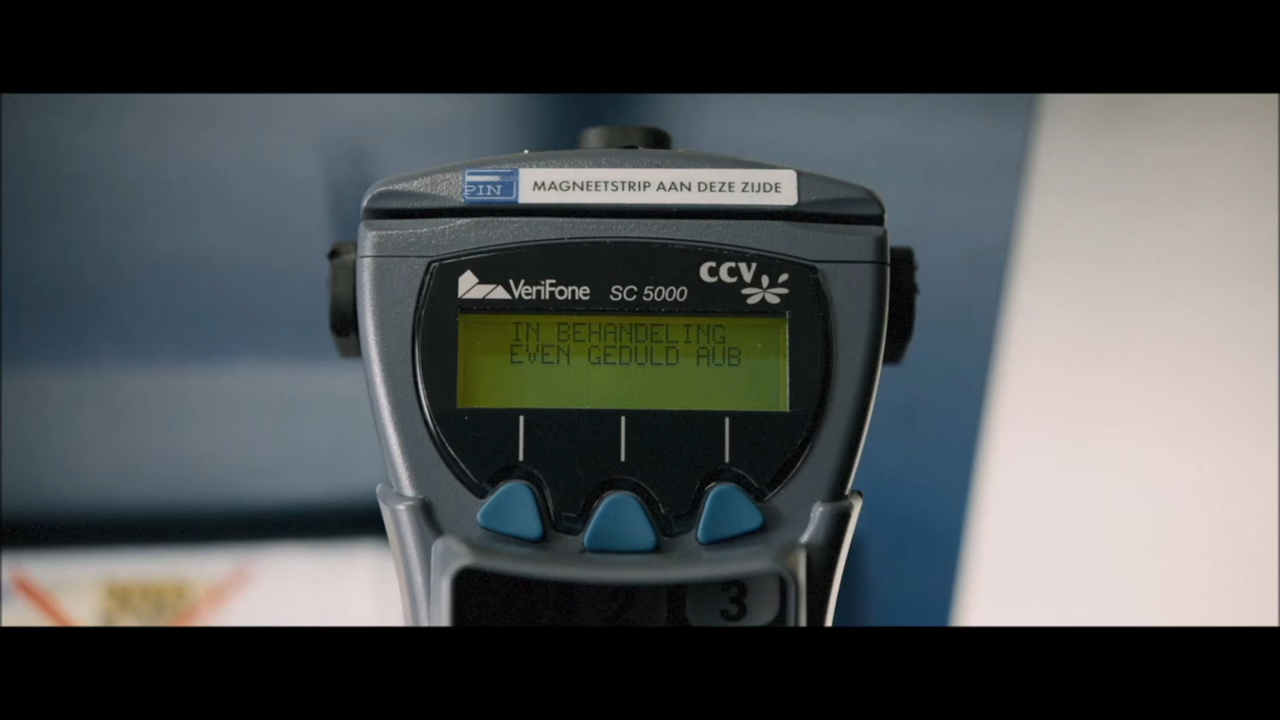 PIN MAGNEETSTRIP AAN DEZE ZIJDE
VeriFone SC 5000 CCV
IN BEHANDELING
EVEN GEDULD AUB
3